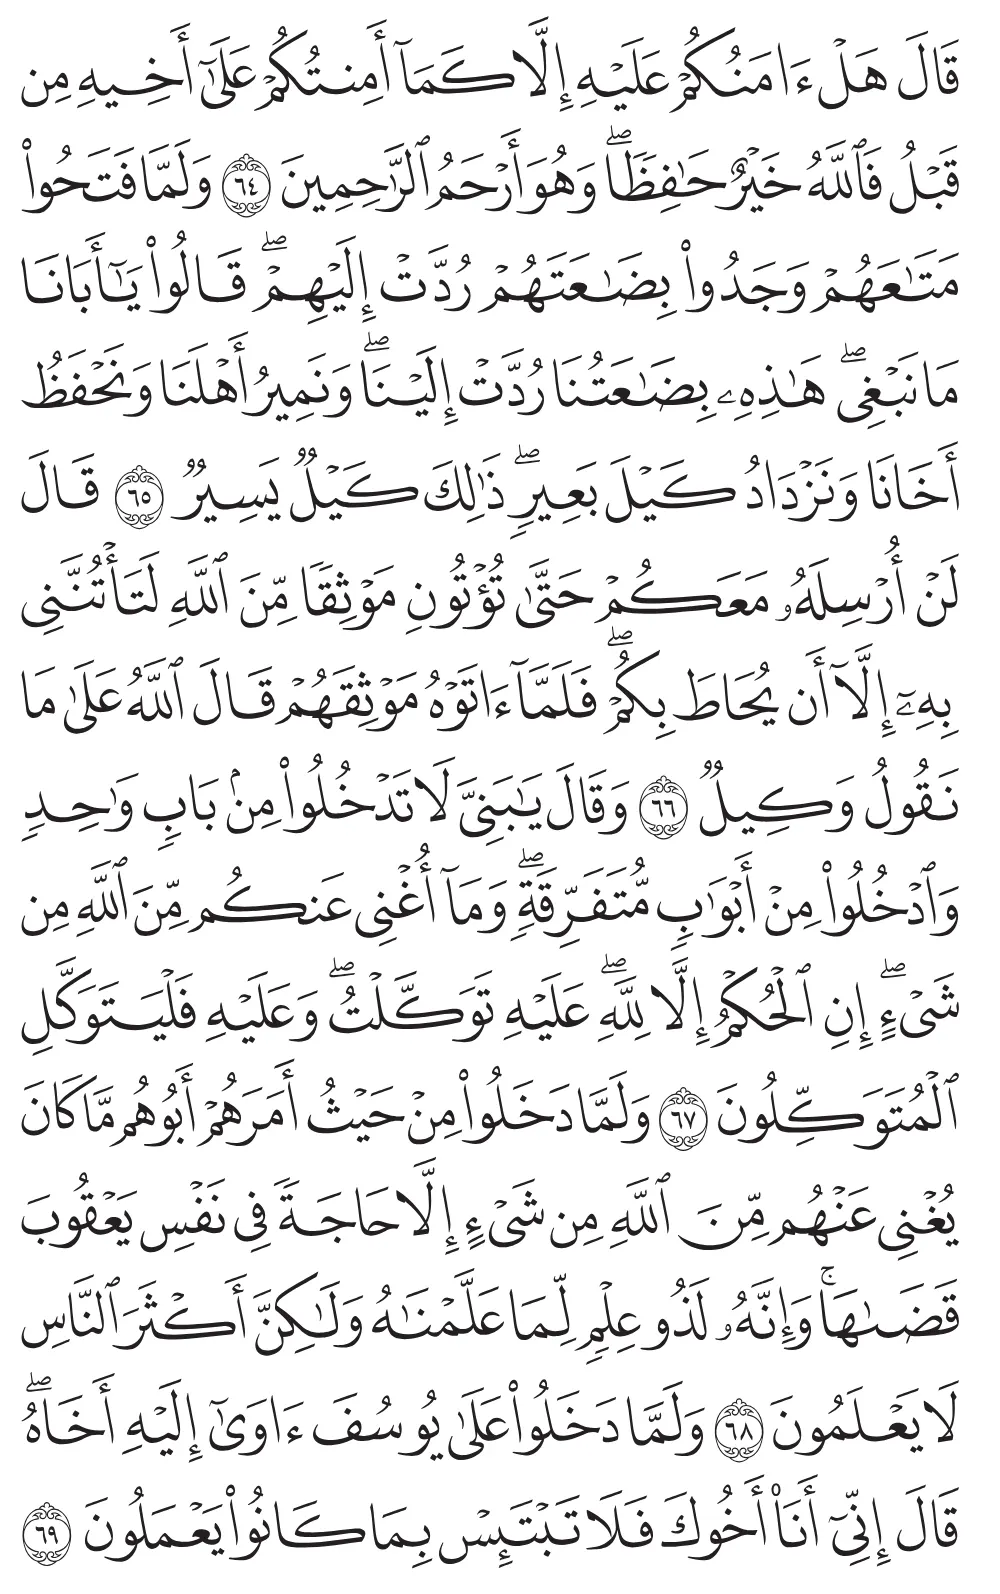 قَالَ هَلْ ءَامَنُكُمْ عَلَيْهِ إِلَّا كَمَآ أَمِنتُكُمْ عَلَىٰٓ أَخِيهِ مِن
قَبْلُ فَٱللَّهُ خَيْرٌ حَـٰفِظًاۖ وَهُوَ أَرْحَمُ ٱلرَّٰحِمِينَ ٦٤ وَلَمَّا فَتَحُوا۟
مَتَـٰعَهُمْ وَجَدُوا۟ بِضَـٰعَتَهُمْ رُدَّتْ إِلَيْهِمْۖ قَالُوا۟ يَـٰٓأَبَانَا
مَا نَبْغِىۖ هَـٰذِهِۦ بِضَـٰعَتُنَا رُدَّتْ إِلَيْنَاۖ وَنَمِيرُ أَهْلَنَا وَنَحْفَظُ
أَخَانَا وَنَزْدَادُ كَيْلَ بَعِيرٍۖ ذَٰلِكَ كَيْلٌ يَسِيرٌ ٦٥ قَالَ
لَنْ أُرْسِلَهُۥ مَعَكُمْ حَتَّىٰ تُؤْتُونِ مَوْثِقًا مِّنَ ٱللَّهِ لَتَأْتُنَّنِى
بِهِۦٓ إِلَّآ أَن يُحَاطَ بِكُمْۖ فَلَمَّآ ءَاتَوْهُ مَوْثِقَهُمْ قَالَ ٱللَّهُ عَلَىٰ مَا
نَقُولُ وَكِيلٌ ٦٦ وَقَالَ يَـٰبَنِىَّ لَا تَدْخُلُوا۟ مِنۢ بَابٍ وَٰحِدٍ
وَٱدْخُلُوا۟ مِنْ أَبْوَٰبٍ مُّتَفَرِّقَةٍۖ وَمَآ أُغْنِى عَنكُم مِّنَ ٱللَّهِ مِن
شَىْءٍۖ إِنِ ٱلْحُكْمُ إِلَّا لِلَّهِۖ عَلَيْهِ تَوَكَّلْتُۖ وَعَلَيْهِ فَلْيَتَوَكَّلِ
ٱلْمُتَوَكِّلُونَ ٦٧ وَلَمَّا دَخَلُوا۟ مِنْ حَيْثُ أَمَرَهُمْ أَبُوهُم مَّا كَانَ
يُغْنِى عَنْهُم مِّنَ ٱللَّهِ مِن شَىْءٍ إِلَّا حَاجَةً فِى نَفْسِ يَعْقُوبَ
قَضَىٰهَاۚ وَإِنَّهُۥ لَذُو عِلْمٍ لِّمَا عَلَّمْنَـٰهُ وَلَـٰكِنَّ أَكْثَرَ ٱلنَّاسِ
لَا يَعْلَمُونَ ٦٨ وَلَمَّا دَخَلُوا۟ عَلَىٰ يُوسُفَ ءَاوَىٰٓ إِلَيْهِ أَخَاهُۖ
قَالَ إِنِّىٓ أَنَا۠ أَخُوكَ فَلَا تَبْتَئِسْ بِمَا كَانُوا۟ يَعْمَلُونَ ٦٩